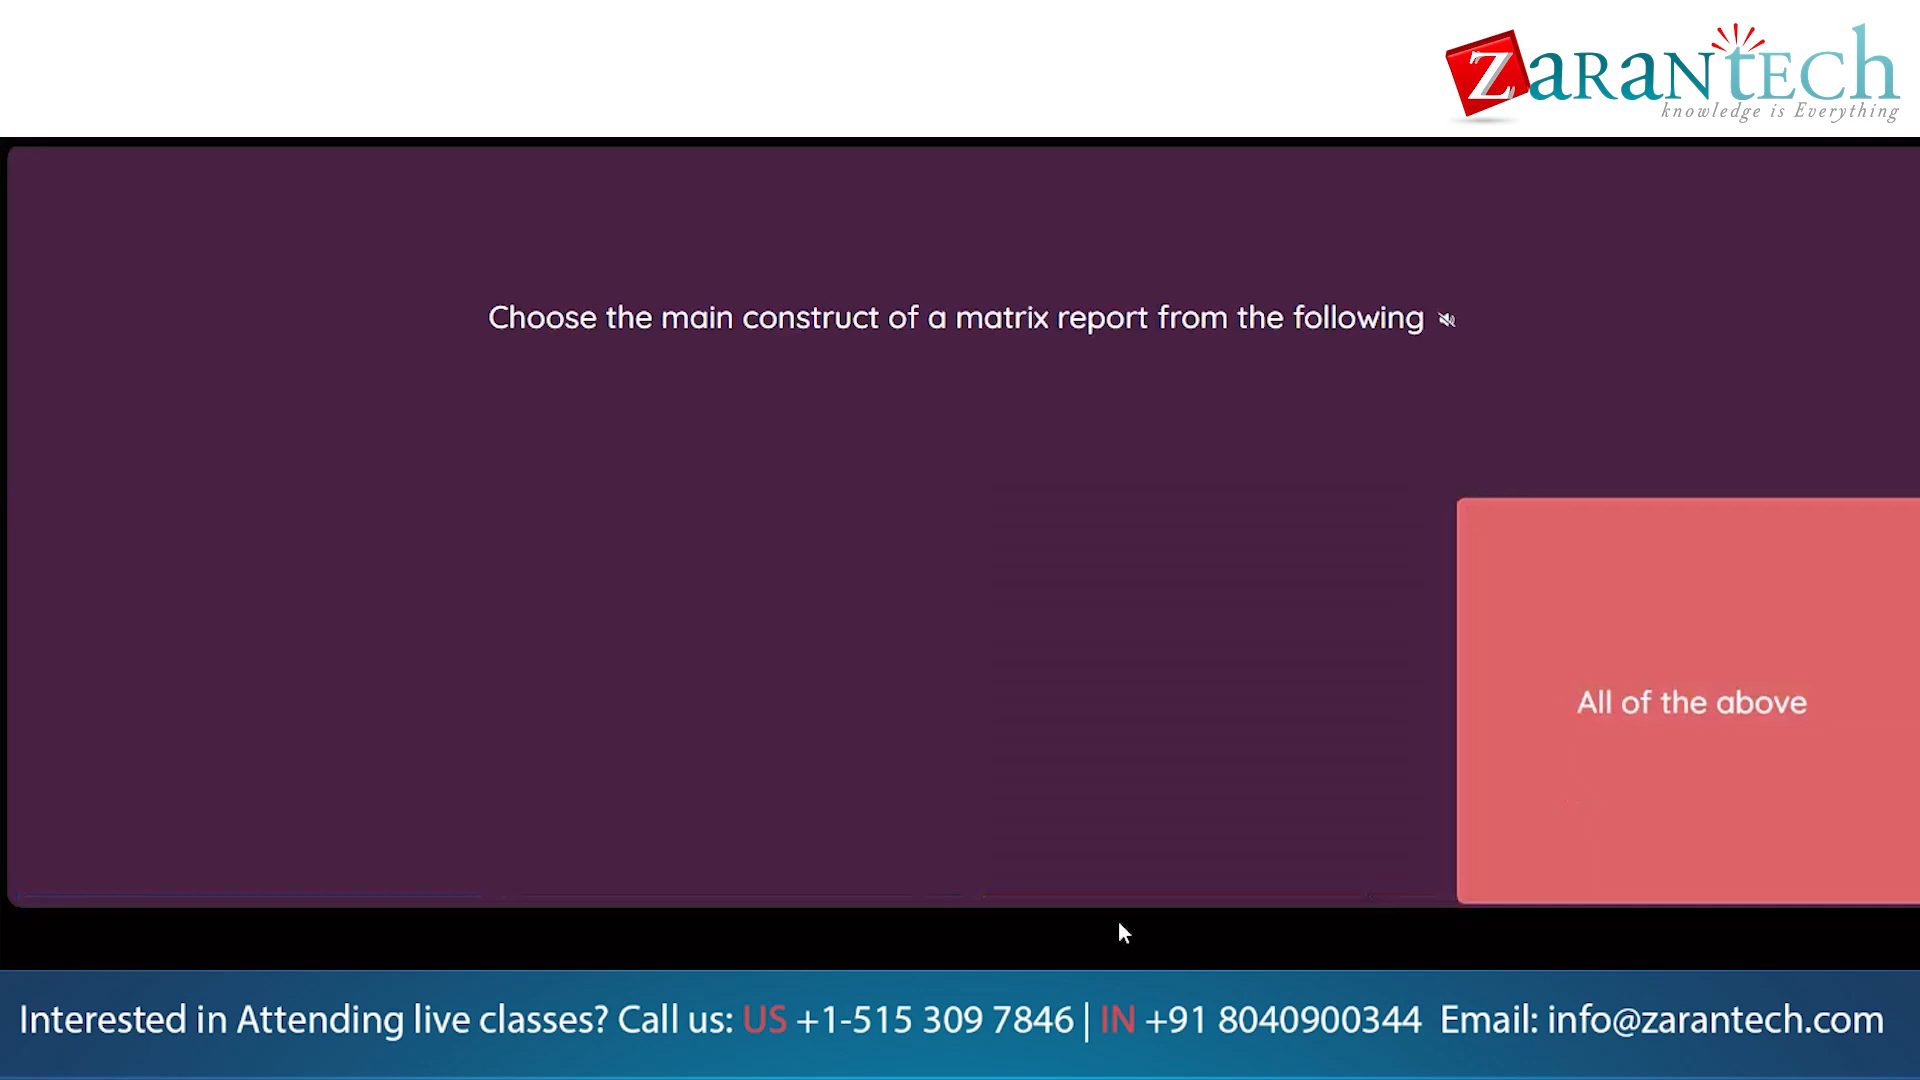 ZaranTech
knowledge is Everything
Choose the main construct of a matrix report from the following
All of the above
Interested in Attending live classes? Call us: US +1-515 309 7846 | IN +91 8040900344 Email: info@zarantech.com